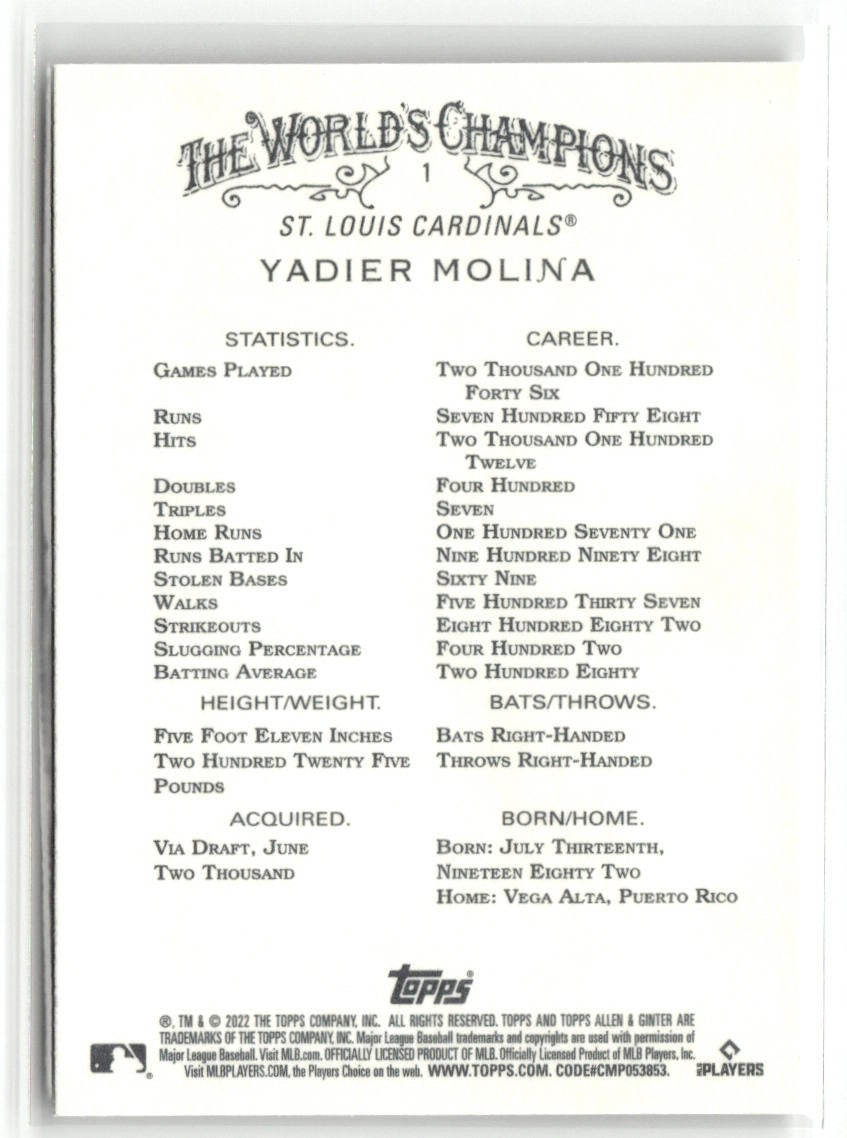 THE WORLD'S CHAMPIONS
1
ST. LOUIS CARDINALS®
YADIER MOLINA
STATISTICS. CAREER.
GAMES PLAYED TWO THOUSAND ONE HUNDRED
FORTY SIX
RUNS SEVEN HUNDRED FIFTY EIGHT
HITS TWO THOUSAND ONE HUNDRED
TWELVE
DOUBLES FOUR HUNDRED
TRIPLES SEVEN
HOME RUNS ONE HUNDRED SEVENTY ONE
RUNS BATTED IN NINE HUNDRED NINETY EIGHT
STOLEN BASES SIXTY NINE
WALKS FIVE HUNDRED THIRTY SEVEN
STRIKEOUTS EIGHT HUNDRED EIGHTY TWO
SLUGGING PERCENTAGE FOUR HUNDRED TWO
BATTING AVERAGE TWO HUNDRED EIGHTY
HEIGHT/WEIGHT. BATS/THROWS.
FIVE FOOT ELEVEN INCHES BATS RIGHT-HANDED
TWO HUNDRED TWENTY FIVE THROWS RIGHT-HANDED
POUNDS
ACQUIRED. BORN/HOME.
VIA DRAFT, JUNE BORN: JULY THIRTEENTH,
TWO THOUSAND NINETEEN EIGHTY TWO
HOME: VEGA ALTA, PUERTO RICO
Topps®
®, TM & © 2022 THE TOPPS COMPANY, INC. ALL RIGHTS RESERVED. TOPPS AND TOPPS ALLEN & GINTER ARE
TRADEMARKS OF THE TOPPS COMPANY, INC. Major League Baseball trademarks and copyrights are used with permission of
Major League Baseball. Visit MLB.com. OFFICIALLY LICENSED PRODUCT OF MLB. Officially Licensed Product of MLB Players, Inc.
Visit MLBPLAYERS.COM, the Players Choice on the web. WWW.TOPPS.COM. CODE#CMP053853.
MLB PLAYERS